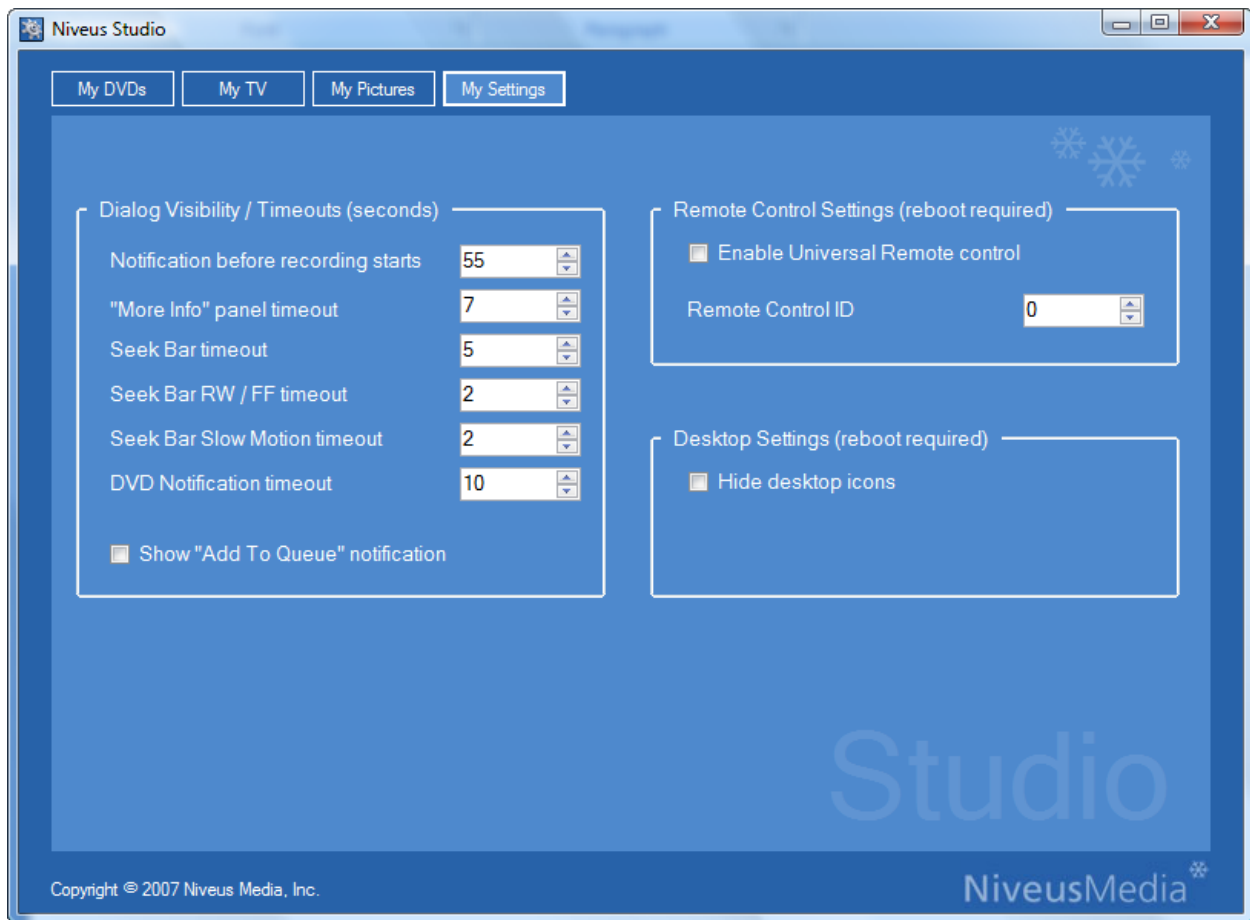 Niveus Studio
My DVDs My TV My Pictures My Settings
Dialog Visibility / Timeouts (seconds)
Notification before recording starts 55
"More Info" panel timeout 7
Seek Bar timeout 5
Seek Bar RW / FF timeout 2
Seek Bar Slow Motion timeout 2
DVD Notification timeout 10
Show "Add To Queue" notification
Remote Control Settings (reboot required)
Enable Universal Remote control
Remote Control ID 0
Desktop Settings (reboot required)
Hide desktop icons
Studio
Copyright © 2007 Niveus Media, Inc.
NiveusMedia